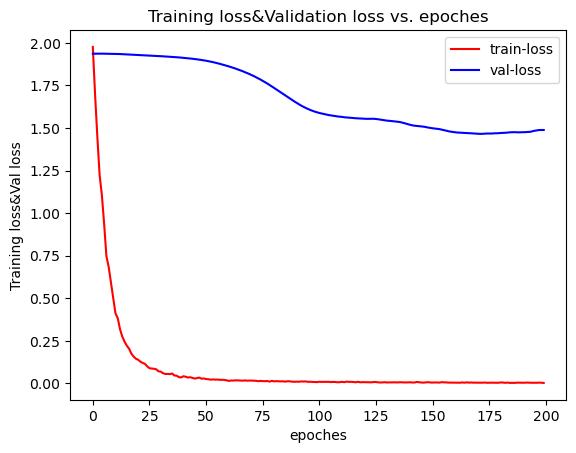 Training loss&Validation loss vs. epoches
train-loss
val-loss
Training loss&Val loss
2.00
1.75
1.50
1.25
1.00
0.75
0.50
0.25
0.00
0 25 50 75 100 125 150 175 200
epoches